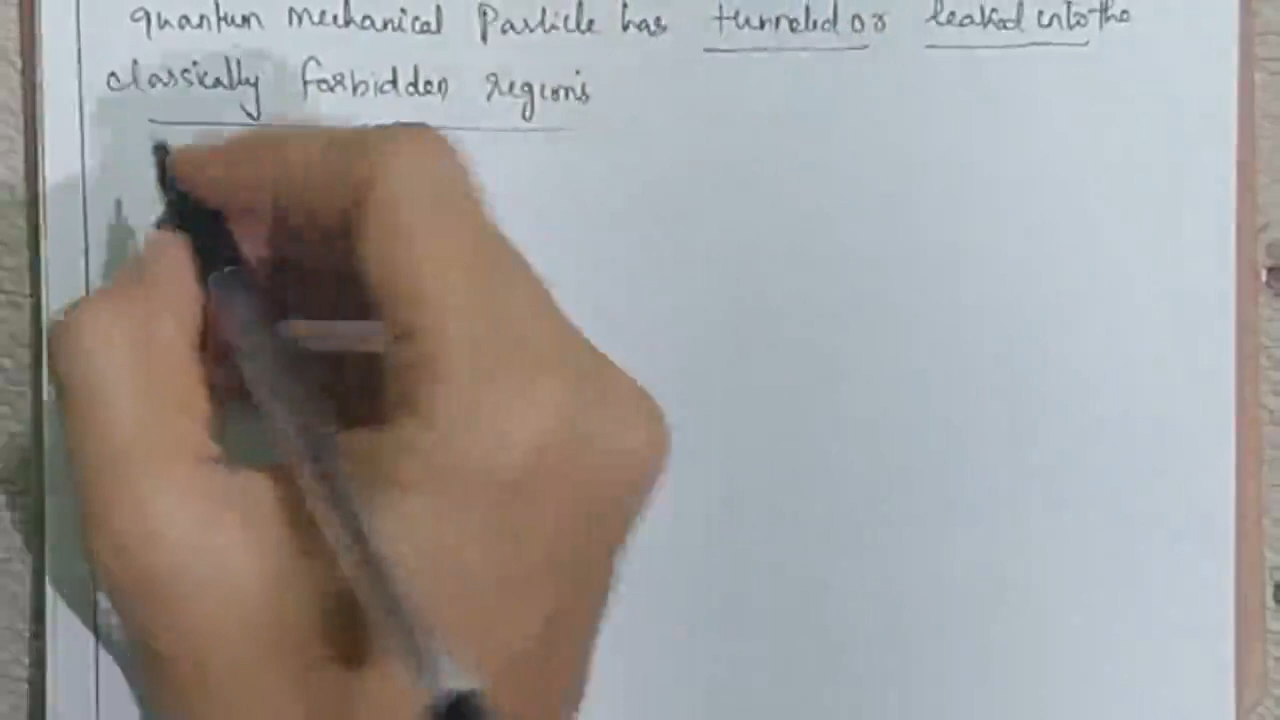 quantum mechanical Particle has tunneled or leaked into the
classically forbidden regions